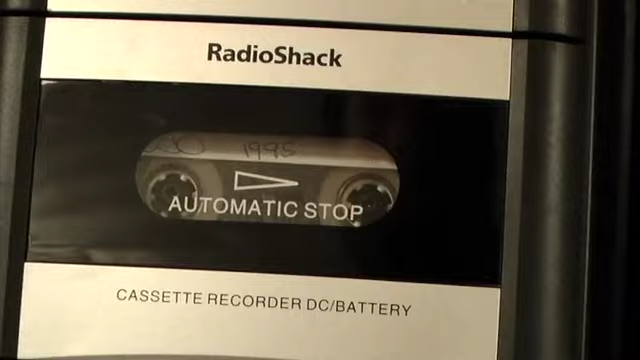 RadioShack
1995
AUTOMATIC STOP
CASSETTE RECORDER DC/BATTERY